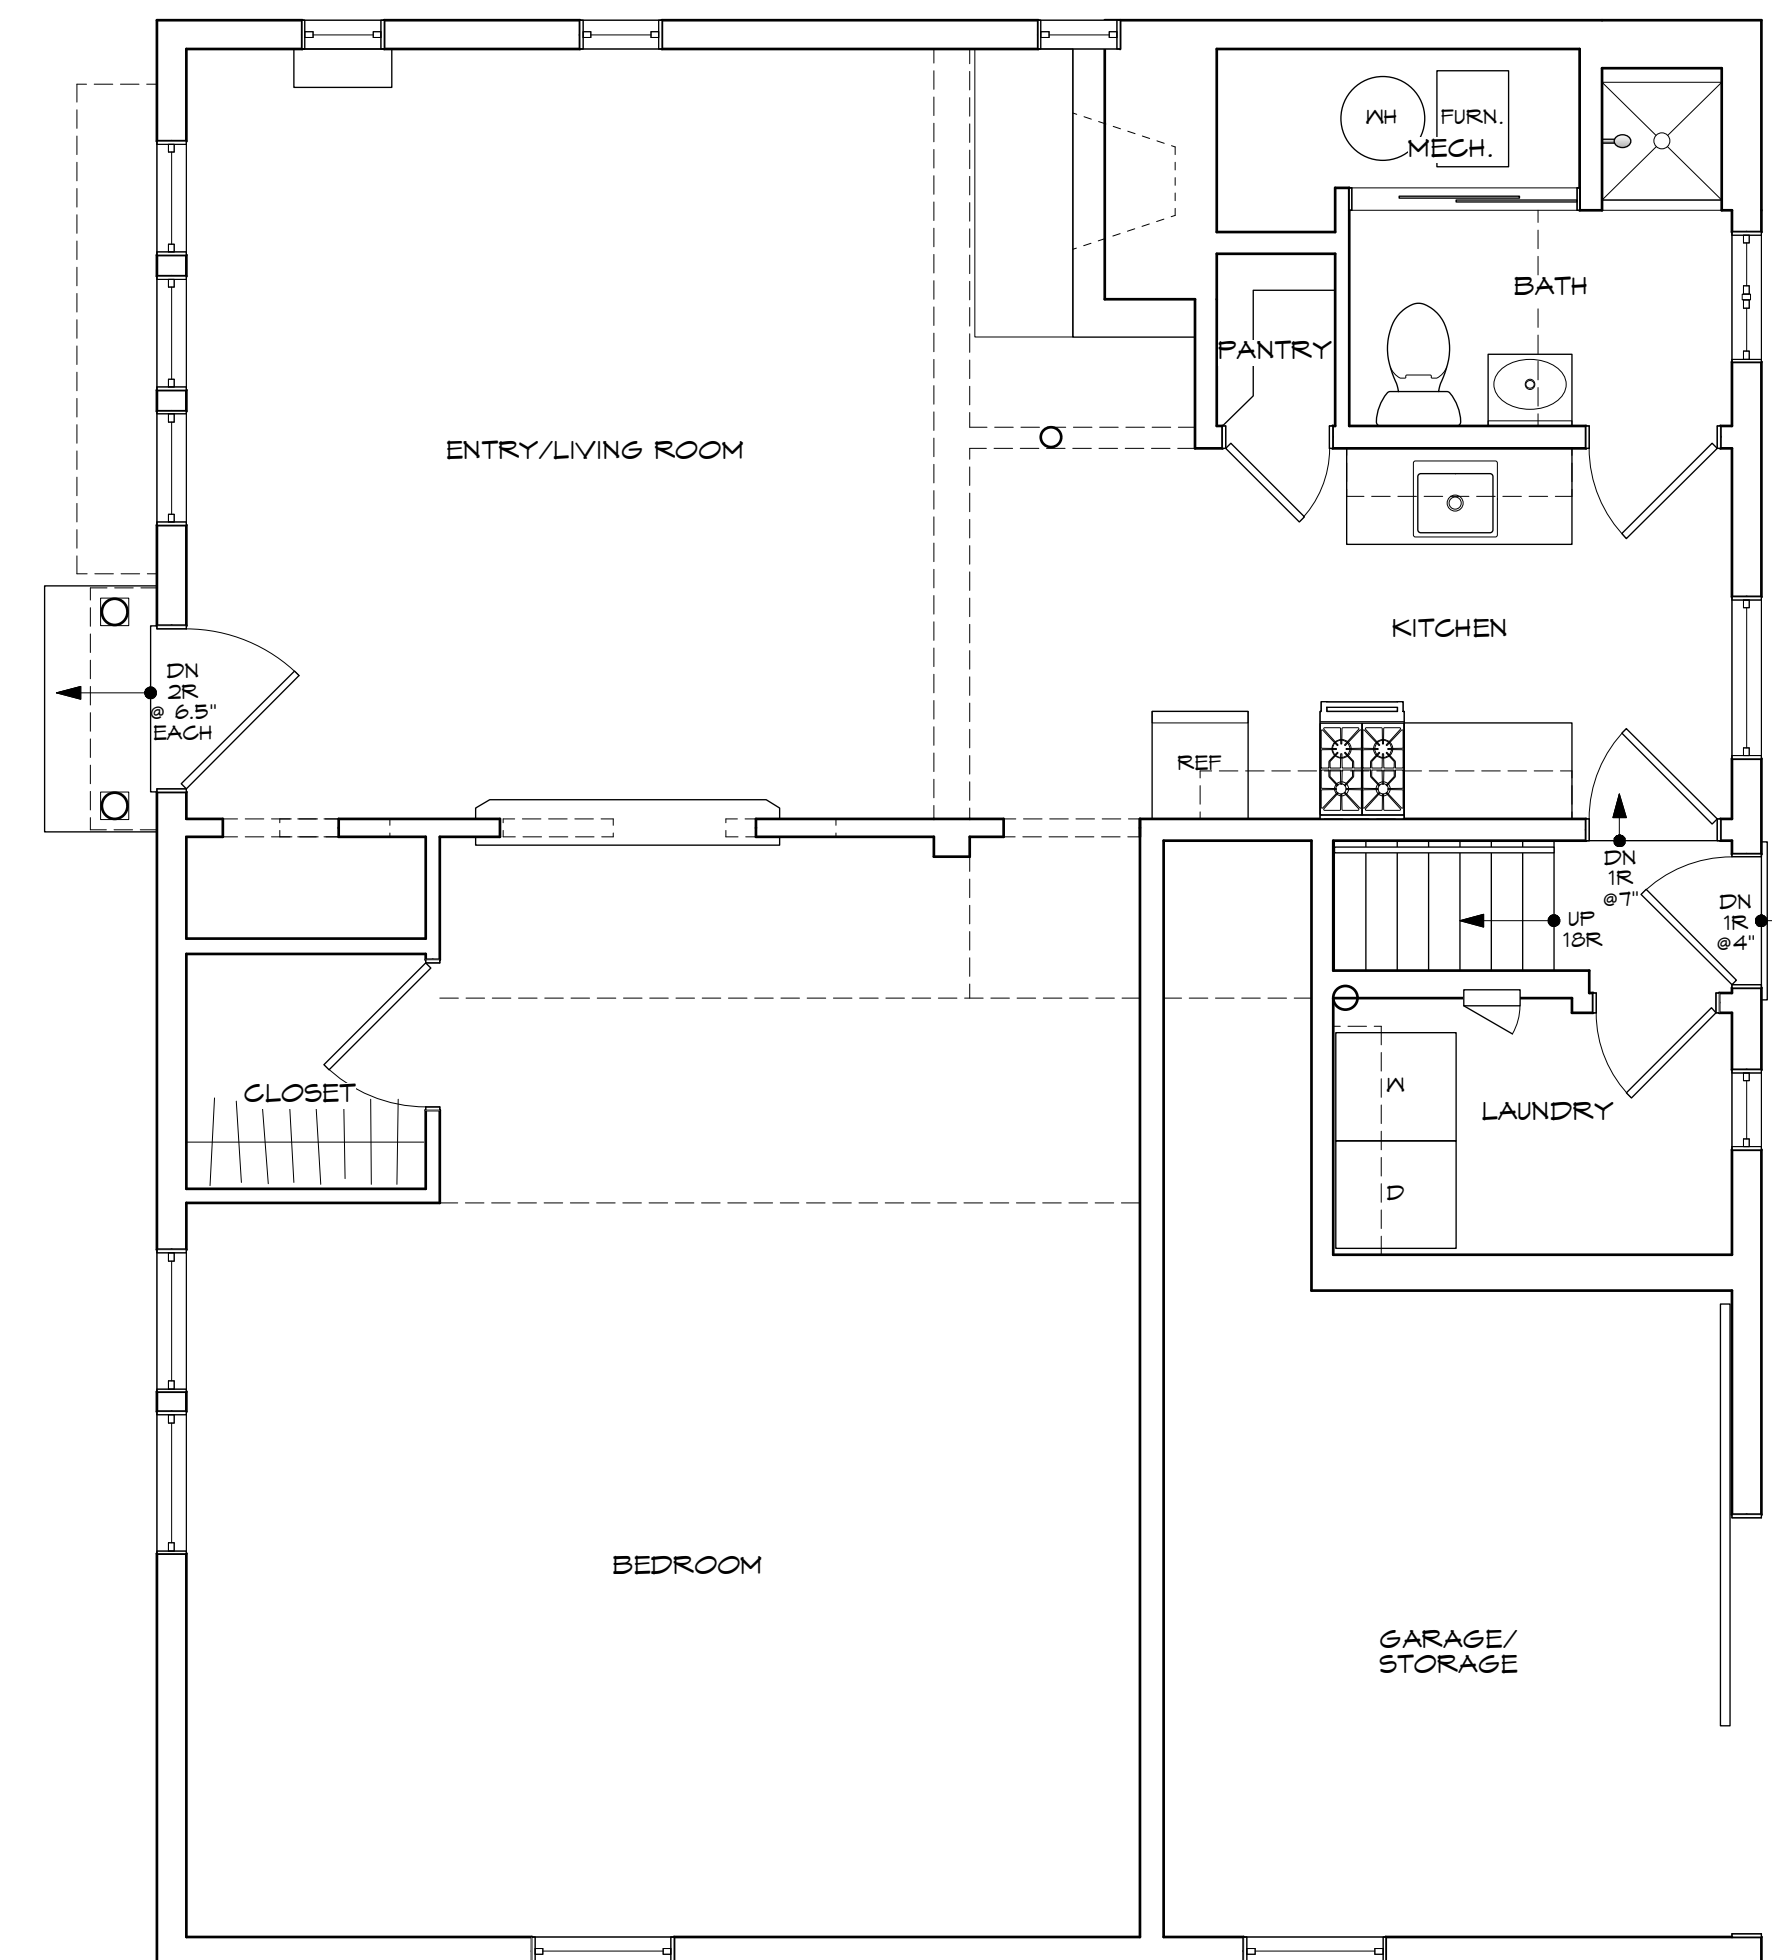 WH
FURN.
MECH.
BATH
PANTRY
ENTRY/LIVING ROOM
KITCHEN
DN
2R
@ 6.5"
EACH
REF
DN
1R
@7"
UP
18R
DN
1R
@4"
CLOSET
W
LAUNDRY
D
BEDROOM
GARAGE/
STORAGE